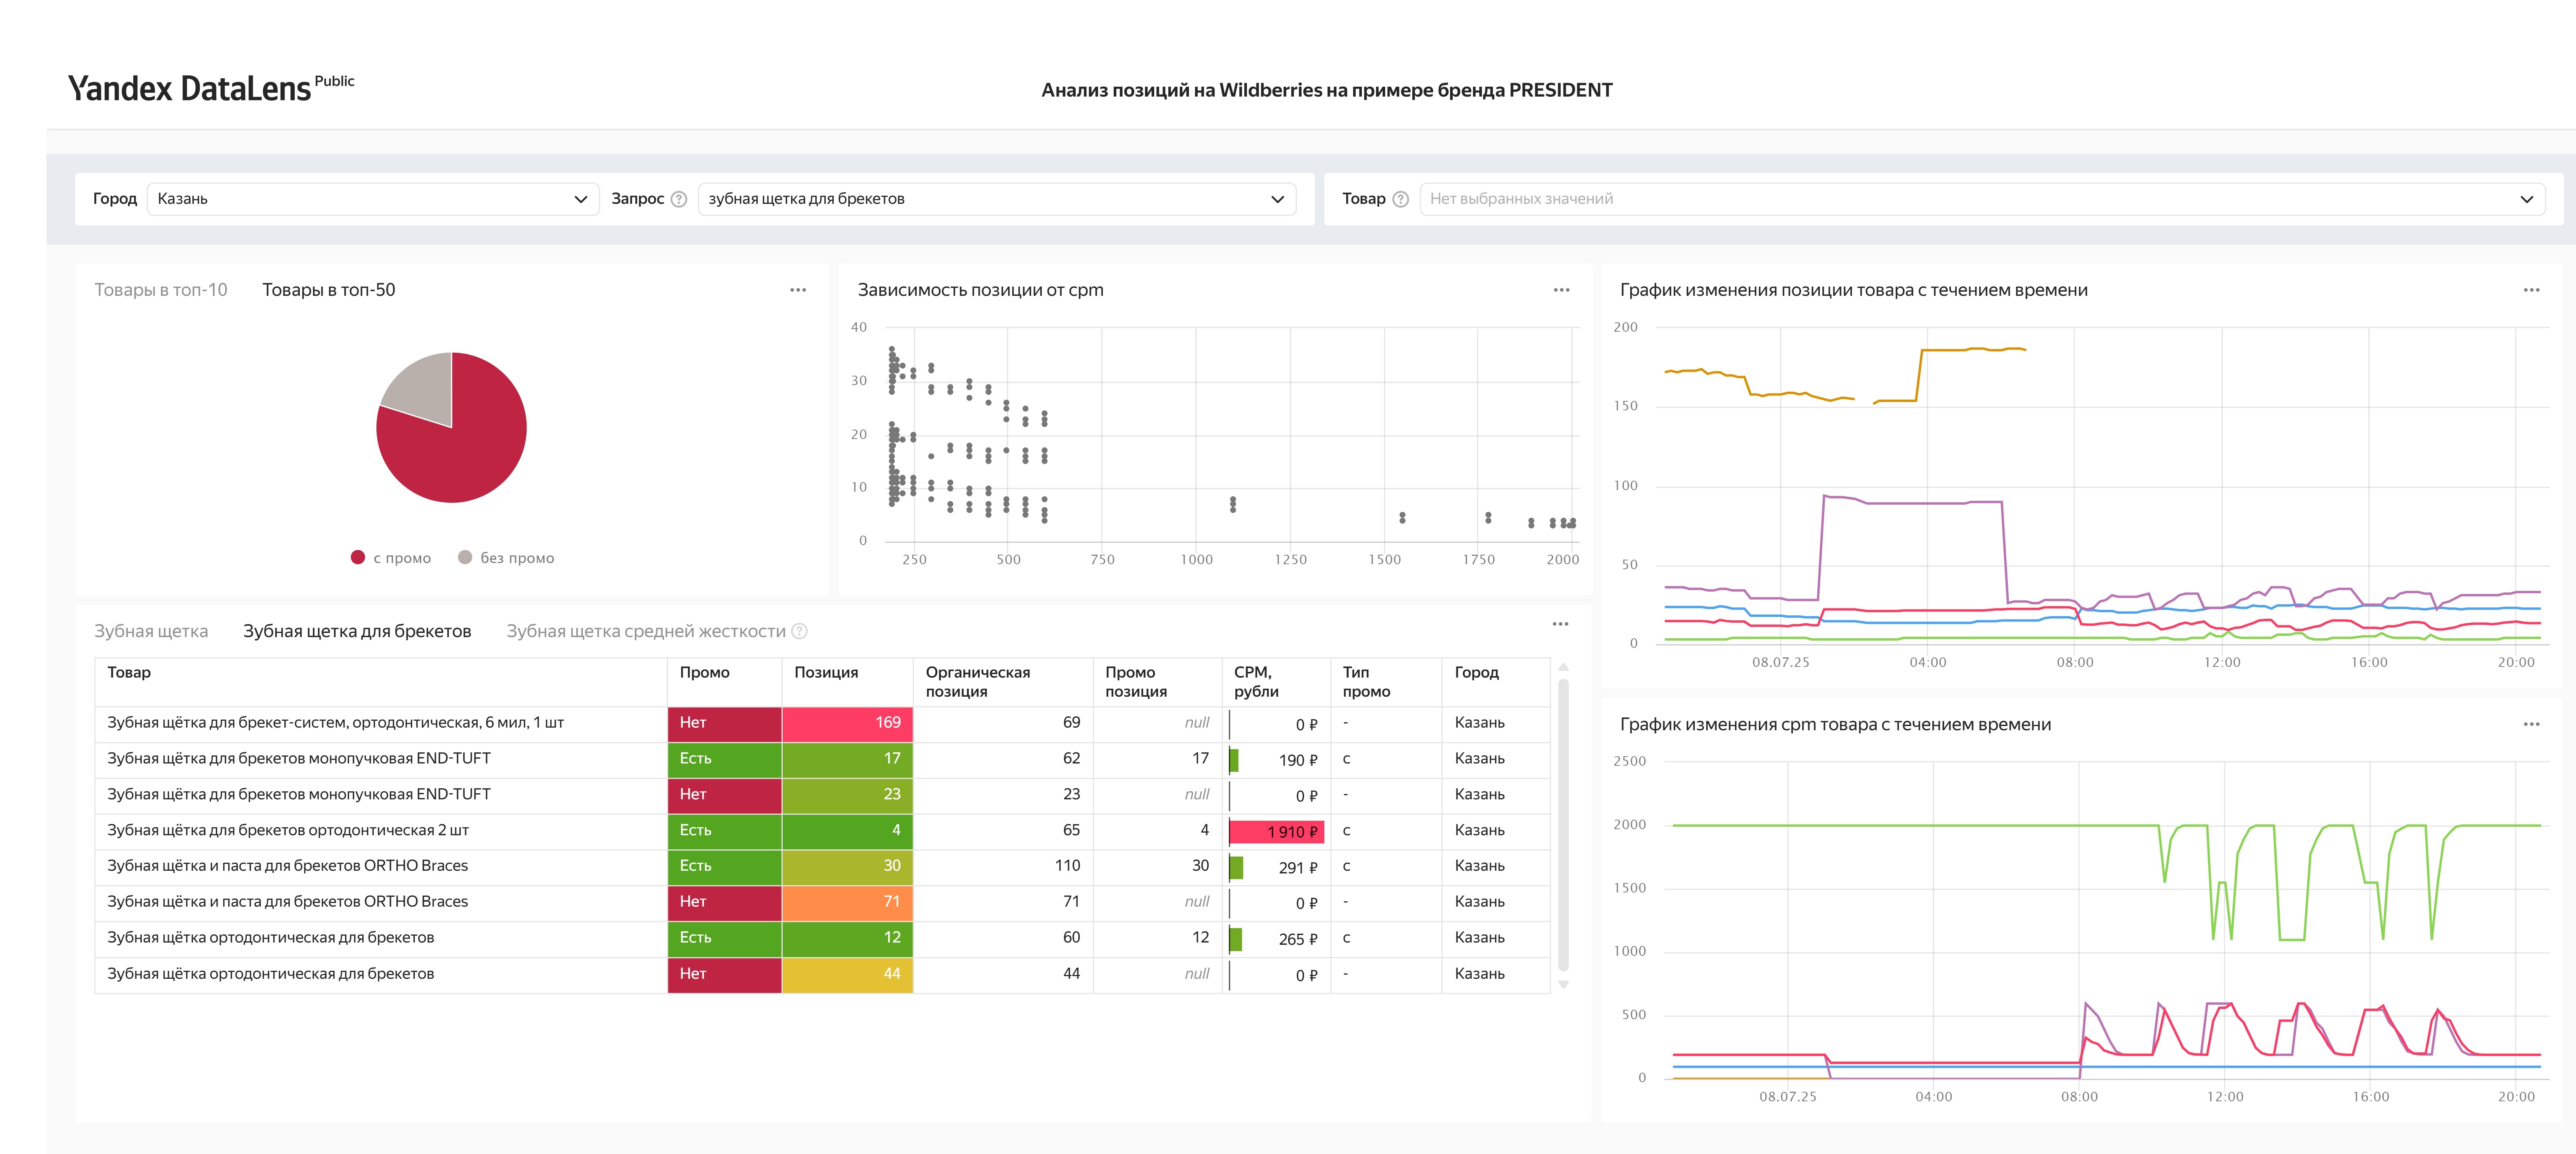 Yandex DataLens Public
Анализ позиций на Wildberries на примере бренда PRESIDENT
Город Казань Запрос ? зубная щетка для брекетов Товар ? Нет выбранных значений
Товары в топ-10 Товары в топ-50
с промо без промо
Зависимость позиции от cpm
40
30
20
10
0
250 500 750 1000 1250 1500 1750 2000
График изменения позиции товара с течением времени
200
150
100
50
0
08.07.25 04:00 08:00 12:00 16:00 20:00
Зубная щетка Зубная щетка для брекетов Зубная щетка средней жесткости ?
Товар Промо Позиция Органическая позиция Промо позиция CPM, рубли Тип промо Город
Зубная щётка для брекет-систем, ортодонтическая, 6 мил, 1 шт Нет 169 69 null 0 ₽ - Казань
Зубная щётка для брекетов монопучковая END-TUFT Есть 17 62 17 190 ₽ c Казань
Зубная щётка для брекетов монопучковая END-TUFT Нет 23 23 null 0 ₽ - Казань
Зубная щётка для брекетов ортодонтическая 2 шт Есть 4 65 4 1 910 ₽ c Казань
Зубная щётка и паста для брекетов ORTHO Braces Есть 30 110 30 291 ₽ c Казань
Зубная щётка и паста для брекетов ORTHO Braces Нет 71 71 null 0 ₽ - Казань
Зубная щётка ортодонтическая для брекетов Есть 12 60 12 265 ₽ c Казань
Зубная щётка ортодонтическая для брекетов Нет 44 44 null 0 ₽ - Казань
График изменения cpm товара с течением времени
2500
2000
1500
1000
500
0
08.07.25 04:00 08:00 12:00 16:00 20:00